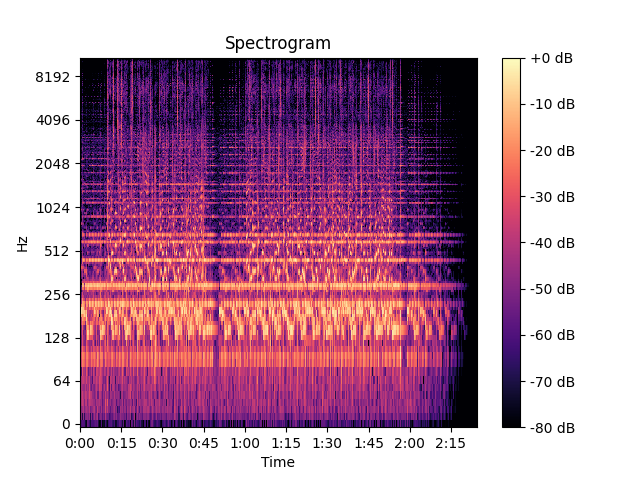 Spectrogram
8192
4096
2048
1024
512
256
128
64
0
Hz
0:00 0:15 0:30 0:45 1:00 1:15 1:30 1:45 2:00 2:15
Time
+0 dB
-10 dB
-20 dB
-30 dB
-40 dB
-50 dB
-60 dB
-70 dB
-80 dB